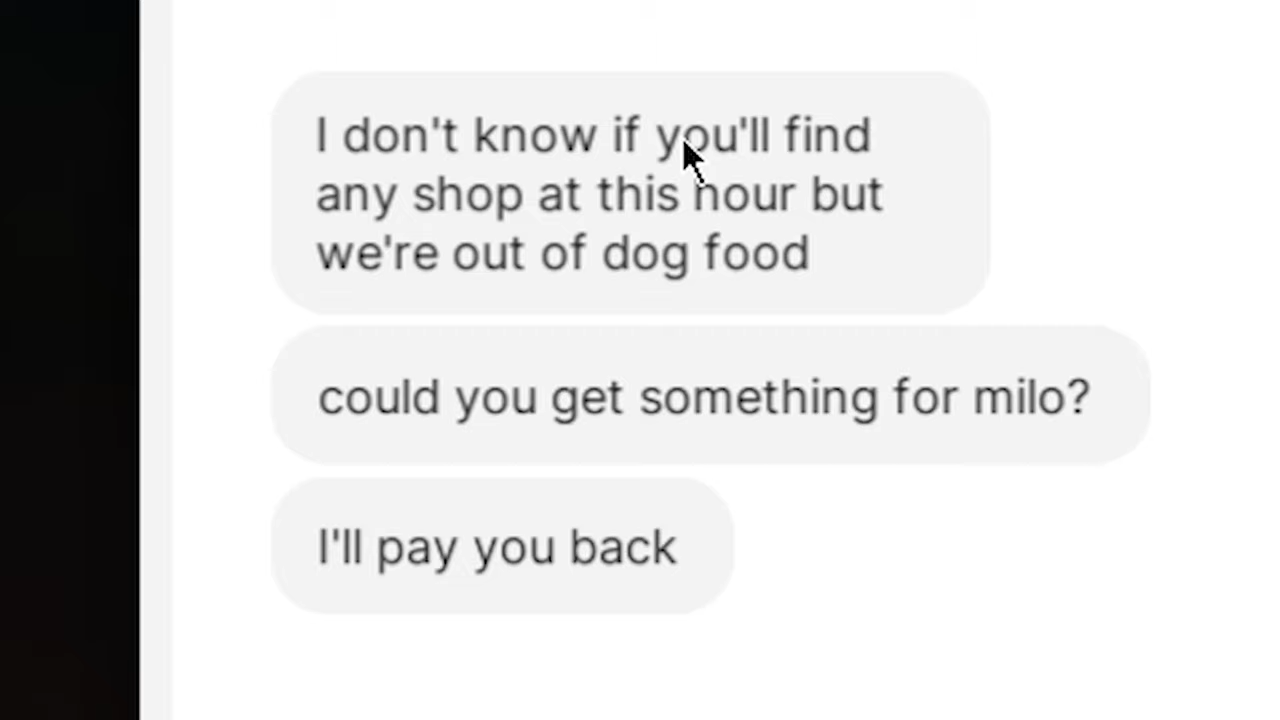 I don't know if you'll find
any shop at this hour but
we're out of dog food
could you get something for milo?
I'll pay you back